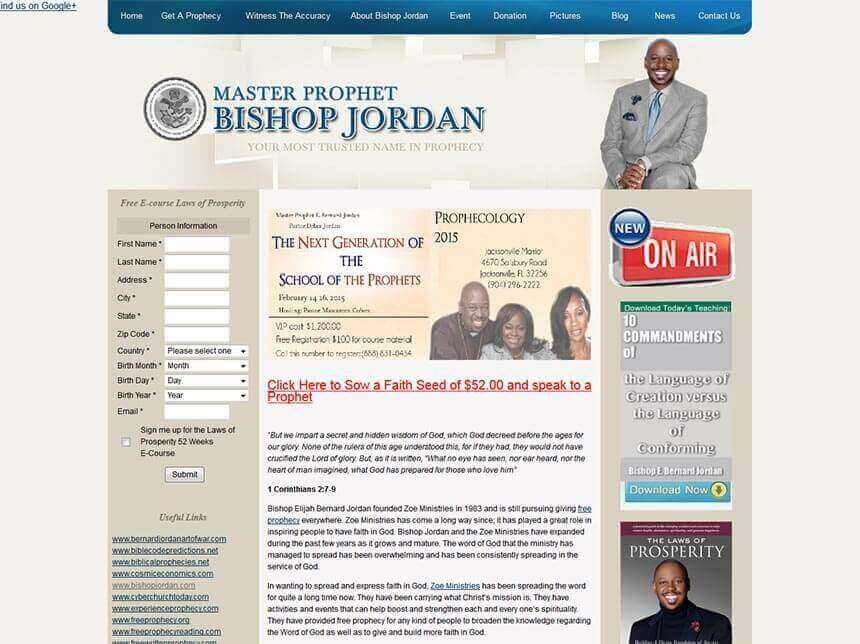 ind us on Google+
Home Get A Prophecy Witness The Accuracy About Bishop Jordan Event Donation Pictures Blog News Contact Us
MASTER PROPHET
BISHOP JORDAN
YOUR MOST TRUSTED NAME IN PROPHECY
Free E-course Laws of Prosperity
Person Information
First Name *
Last Name *
Address *
City *
State *
Zip Code *
Country * Please select one
Birth Month * Month
Birth Day * Day
Birth Year * Year
Email *
Sign me up for the Laws of
Prosperity 52 Weeks
E-Course
Submit
Useful Links
www.bernardjordanartofwar.com
www.biblecodepredictions.net
www.biblicalprophecies.net
www.cosmiceconomics.com
www.bishopjordan.com
www.cyberchurchtoday.com
www.experienceprophecy.com
www.freeprophecy.org
www.freeprophecyreading.com
Master Prophet E. Bernard Jordan
Pastor Debra Jordan
THE NEXT GENERATION OF
THE
SCHOOL OF THE PROPHETS
February 14-16, 2015
VIP cost: $1,200.00
Free Registration $100 for course material
Call this number to register:(888) 831-0434
PROPHECOLOGY
2015
Jacksonville Marriot
4670 Salsbury Road
Jacksonville, FL 32256
(904) 296-2222
Click Here to Sow a Faith Seed of $52.00 and speak to a
Prophet
"But we impart a secret and hidden wisdom of God, which God decreed before the ages for
our glory. None of the rulers of this age understood this, for if they had, they would not have
crucified the Lord of glory. But, as it is written, "What no eye has seen, nor ear heard, nor the
heart of man imagined, what God has prepared for those who love him"
1 Corinthians 2:7-9
Bishop Elijah Bernard Jordan founded Zoe Ministries in 1983 and is still pursuing giving free
prophecy everywhere. Zoe Ministries has come a long way since; it has played a great role in
inspiring people to have faith in God. Bishop Jordan and the Zoe Ministries have expanded
during the past few years as it grows and mature. The word of God that the ministry has
managed to spread has been overwhelming and has been consistently spreading in the
service of God.
In wanting to spread and express faith in God, Zoe Ministries has been spreading the word
for quite a long time now. They have been carrying what Christ's mission is. They have
activities and events that can help boost and strengthen each and every one's spirituality.
They have provided free prophecy for any kind of people to broaden the knowledge regarding
the Word of God as well as to give and build more faith in God.
NEW
ON AIR
Download Today's Teaching
10
COMMANDMENTS
of
the Language of
Creation versus
the Language
of
Conforming
Bishop E. Bernard Jordan
Download Now
THE LAWS OF
PROSPERITY